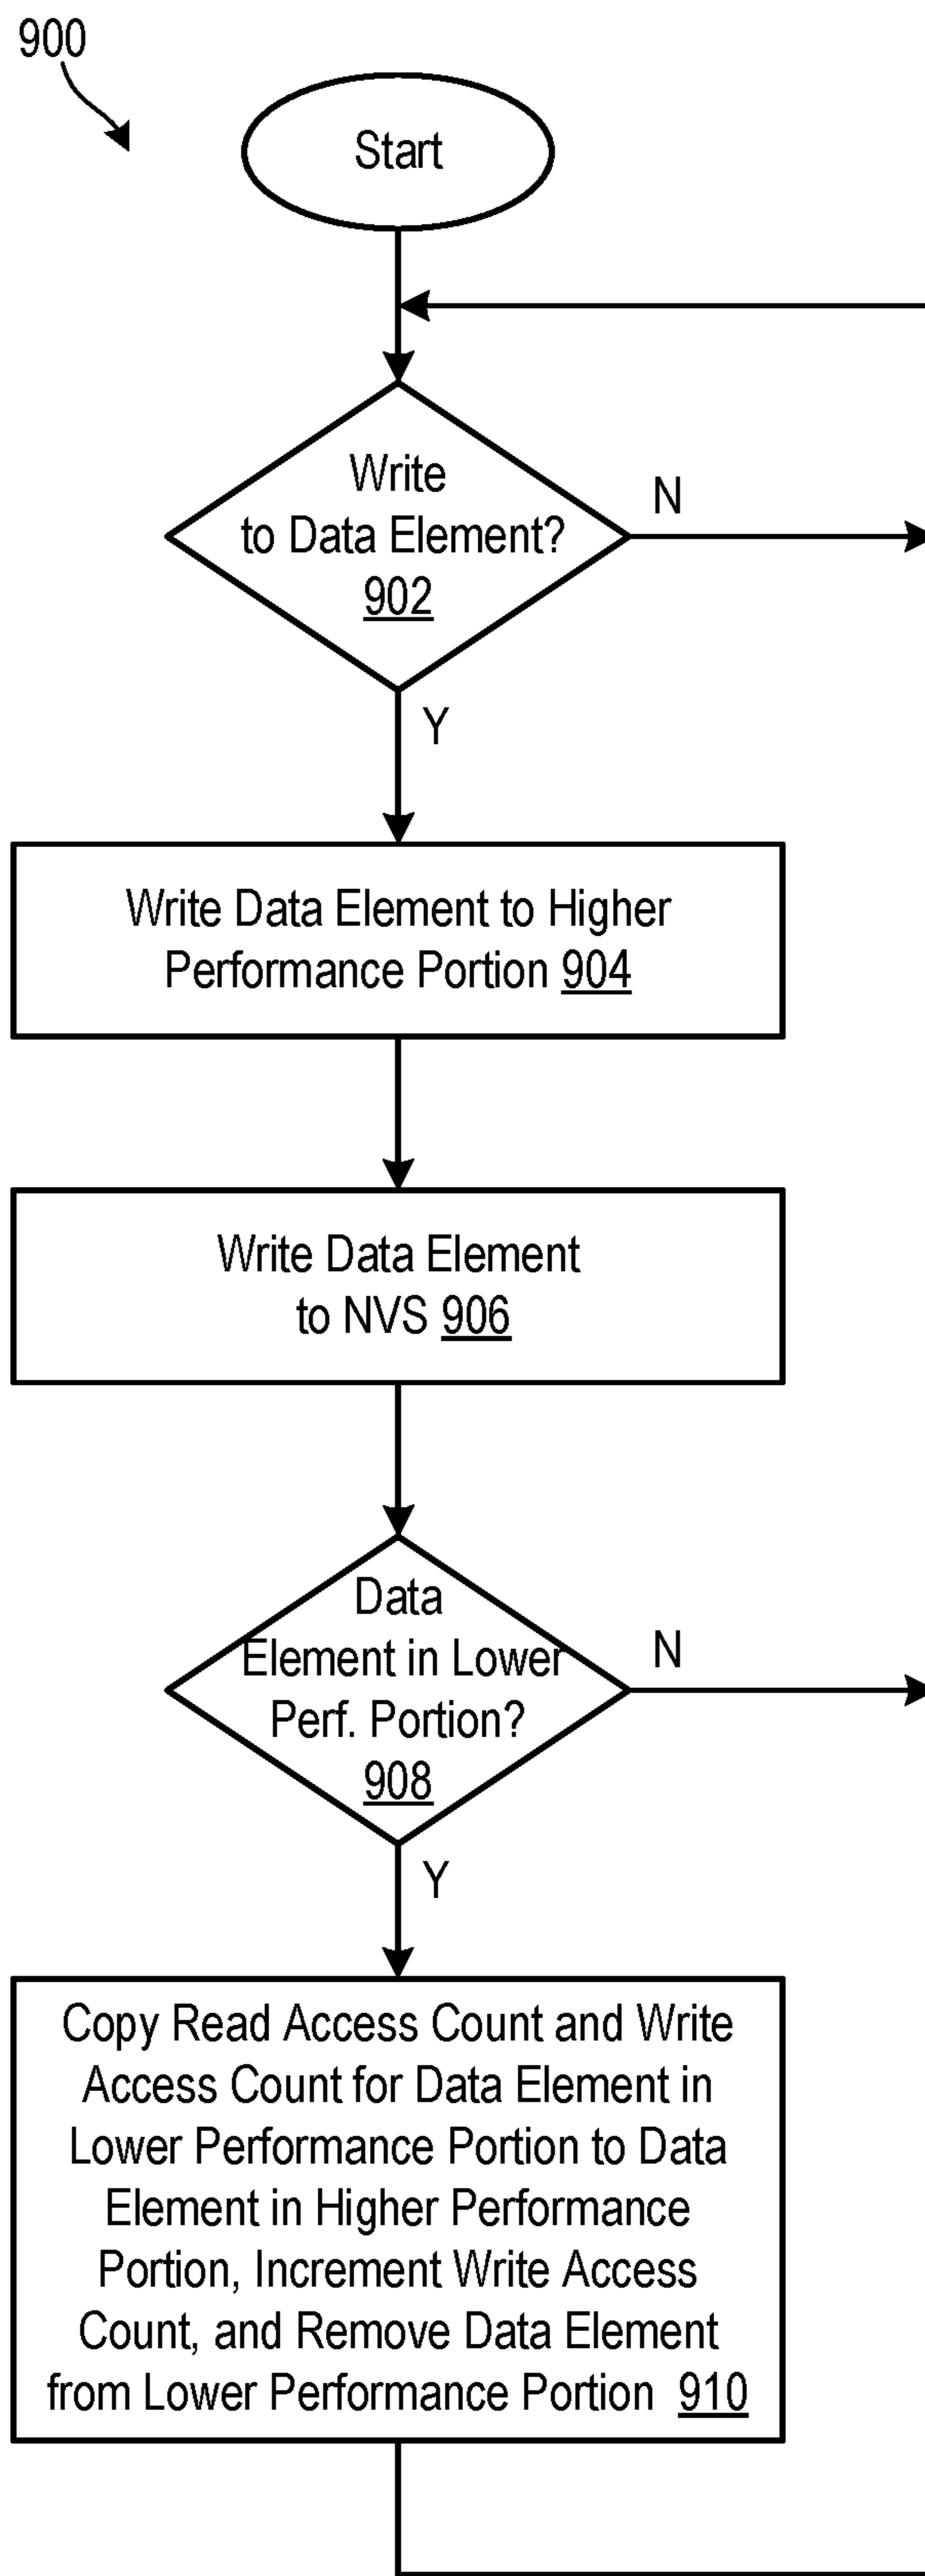 900
Start
Write
to Data Element?
902
N
Y
Write Data Element to Higher
Performance Portion 904
Write Data Element
to NVS 906
Data
Element in Lower
Perf. Portion?
908
N
Y
Copy Read Access Count and Write
Access Count for Data Element in
Lower Performance Portion to Data
Element in Higher Performance
Portion, Increment Write Access
Count, and Remove Data Element
from Lower Performance Portion 910